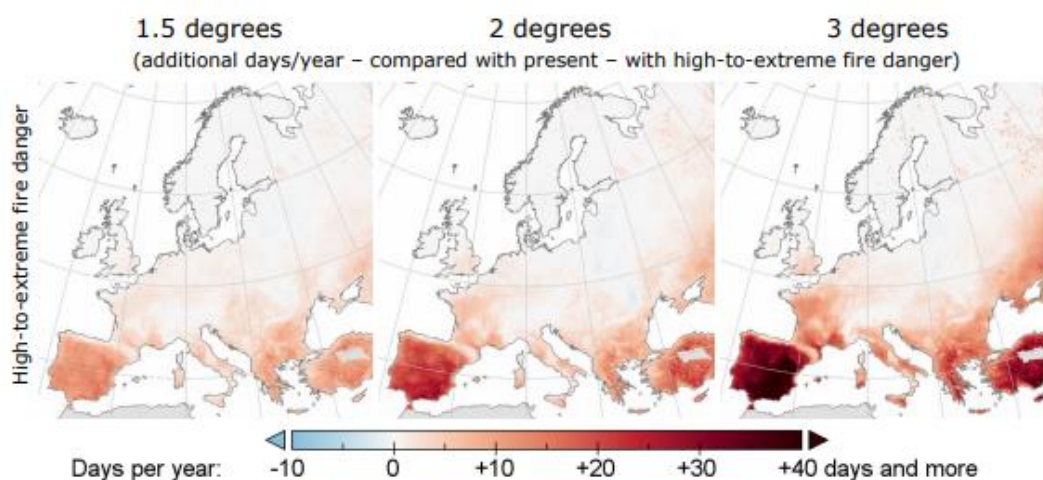 1.5 degrees 2 degrees 3 degrees
(additional days/year – compared with present – with high-to-extreme fire danger)
High-to-extreme fire danger
Days per year: -10 0 +10 +20 +30 +40 days and more